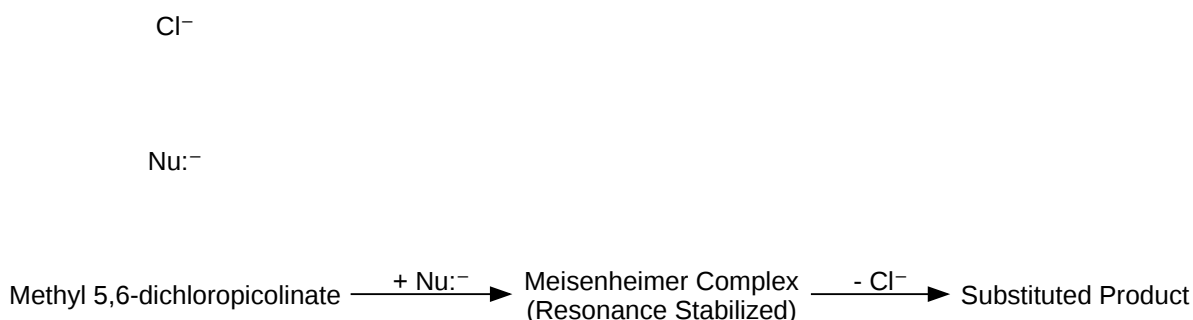 Cl⁻
Nu:⁻
Methyl 5,6-dichloropicolinate
+ Nu:⁻
Meisenheimer Complex
(Resonance Stabilized)
- Cl⁻
Substituted Product